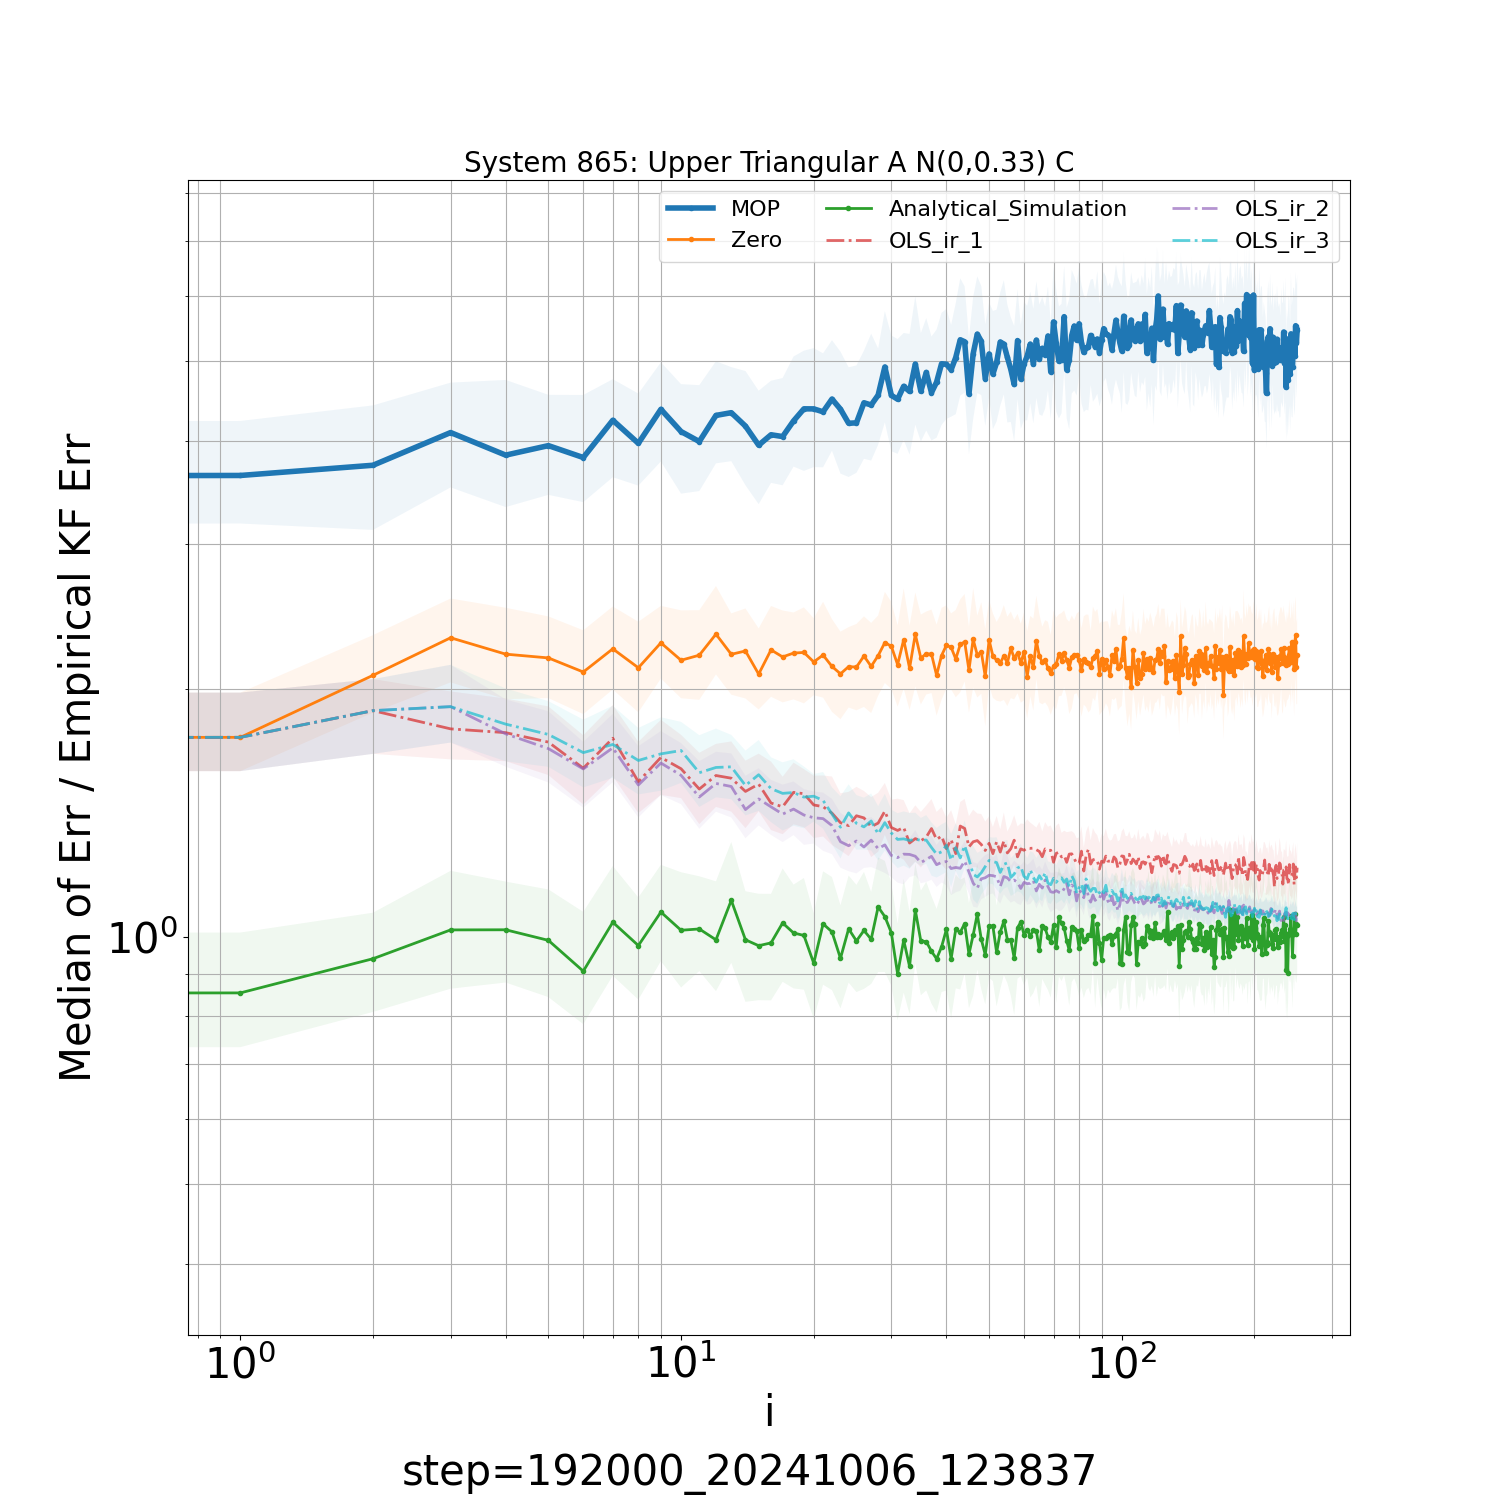 System 865: Upper Triangular A N(0,0.33) C
MOP
Zero
Analytical_Simulation
OLS_ir_1
OLS_ir_2
OLS_ir_3
Median of Err / Empirical KF Err
10⁰
10⁰
10¹
10²
i
step=192000_20241006_123837